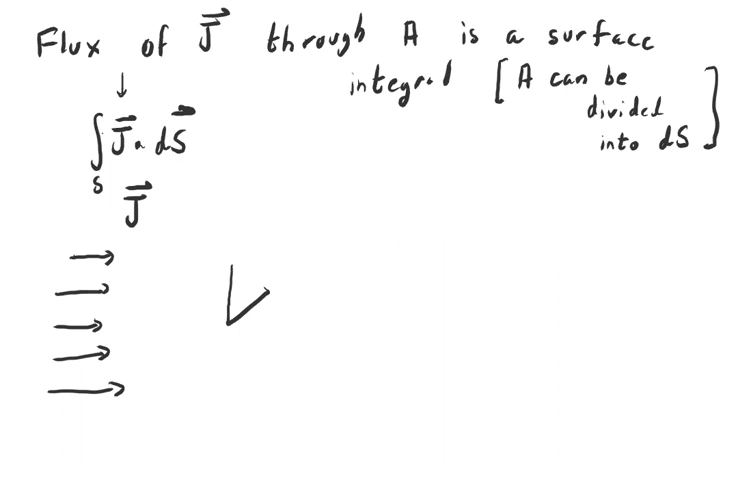 Flux of J⃗ through A is a surface
integral [A can be
divided
into dS]
∫ J⃗ . dS⃗
S
J⃗